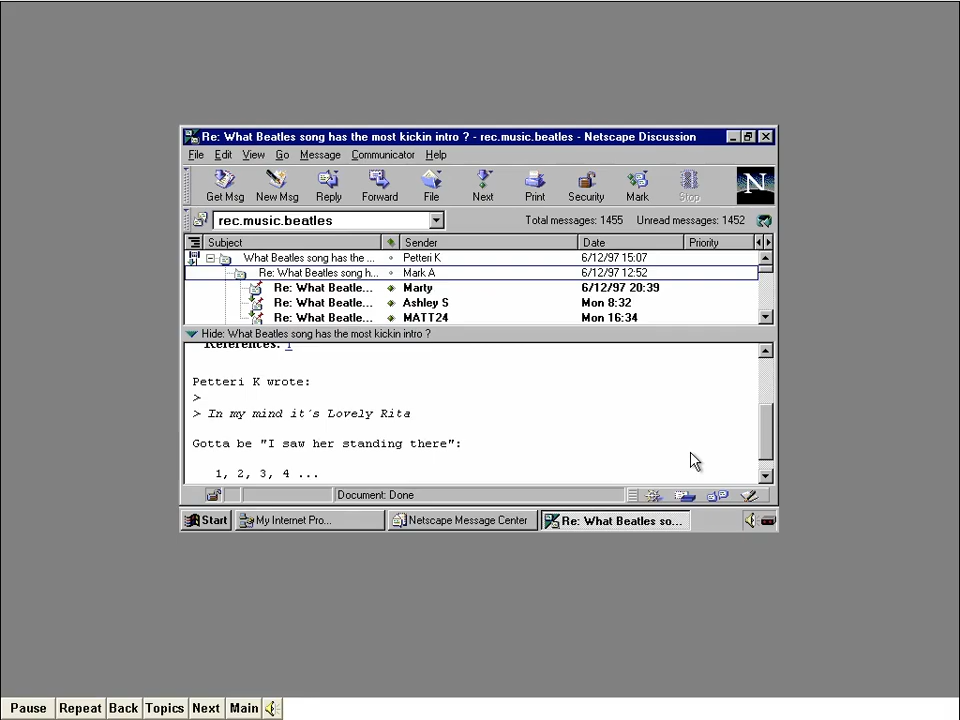 Re: What Beatles song has the most kickin intro ? - rec.music.beatles - Netscape Discussion
File Edit View Go Message Communicator Help
N
Get Msg New Msg Reply Forward File Next Print Security Mark Stop
rec.music.beatles Total messages: 1455 Unread messages: 1452
Subject Sender Date Priority
What Beatles song has the ... Petteri K 6/12/97 15:07
Re: What Beatles song h... Mark A 6/12/97 12:52
Re: What Beatle... Marty 6/12/97 20:39
Re: What Beatle... Ashley S Mon 8:32
Re: What Beatle... MATT24 Mon 16:34
Hide: What Beatles song has the most kickin intro ?
References: 1
Petteri K wrote:
>
> In my mind it's Lovely Rita
Gotta be "I saw her standing there":
1, 2, 3, 4 ...
Document: Done
Start My Internet Pro... Netscape Message Center Re: What Beatles so...
Pause Repeat Back Topics Next Main